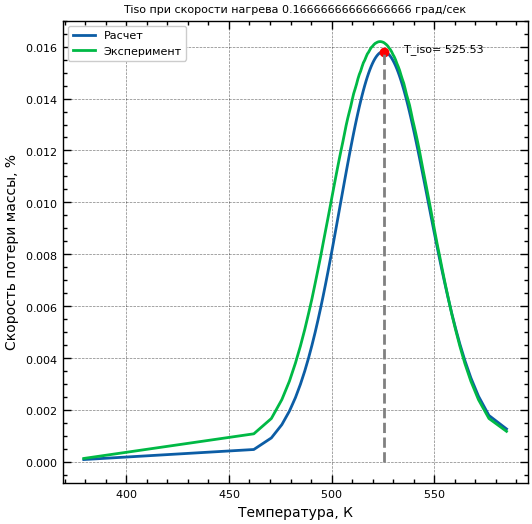 Tiso при скорости нагрева 0.16666666666666666 град/сек
Расчет
Эксперимент
T_iso= 525.53
Скорость потери массы, %
0.016
0.014
0.012
0.010
0.008
0.006
0.004
0.002
0.000
400
450
500
550
Температура, К